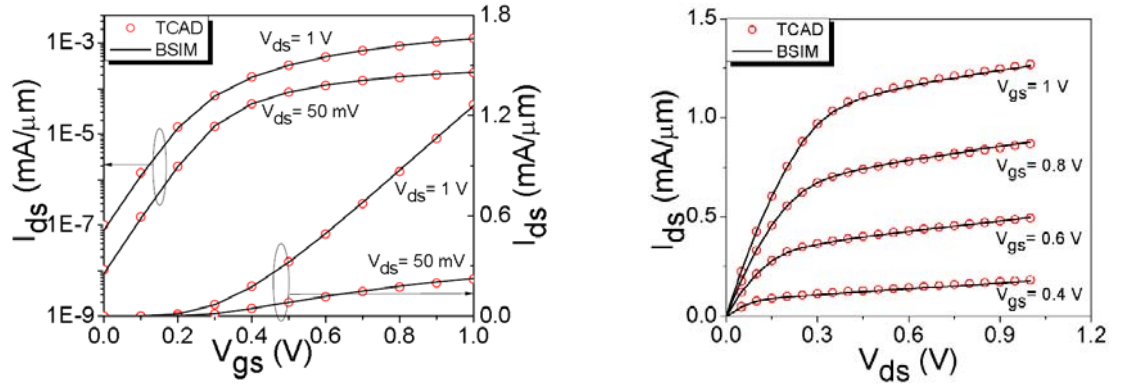 TCAD
BSIM
V_ds = 1 V
V_ds = 50 mV
V_ds = 1 V
V_ds = 50 mV
1E-3
1E-5
1E-7
1E-9
I_ds (mA/μm)
0.0
0.2
0.4
0.6
0.8
1.0
V_gs (V)
1.8
1.2
0.6
0.0
I_ds (mA/μm)
TCAD
BSIM
V_gs = 1 V
V_gs = 0.8 V
V_gs = 0.6 V
V_gs = 0.4 V
1.5
1.0
0.5
0.0
I_ds (mA/μm)
0.0
0.3
0.6
0.9
1.2
V_ds (V)